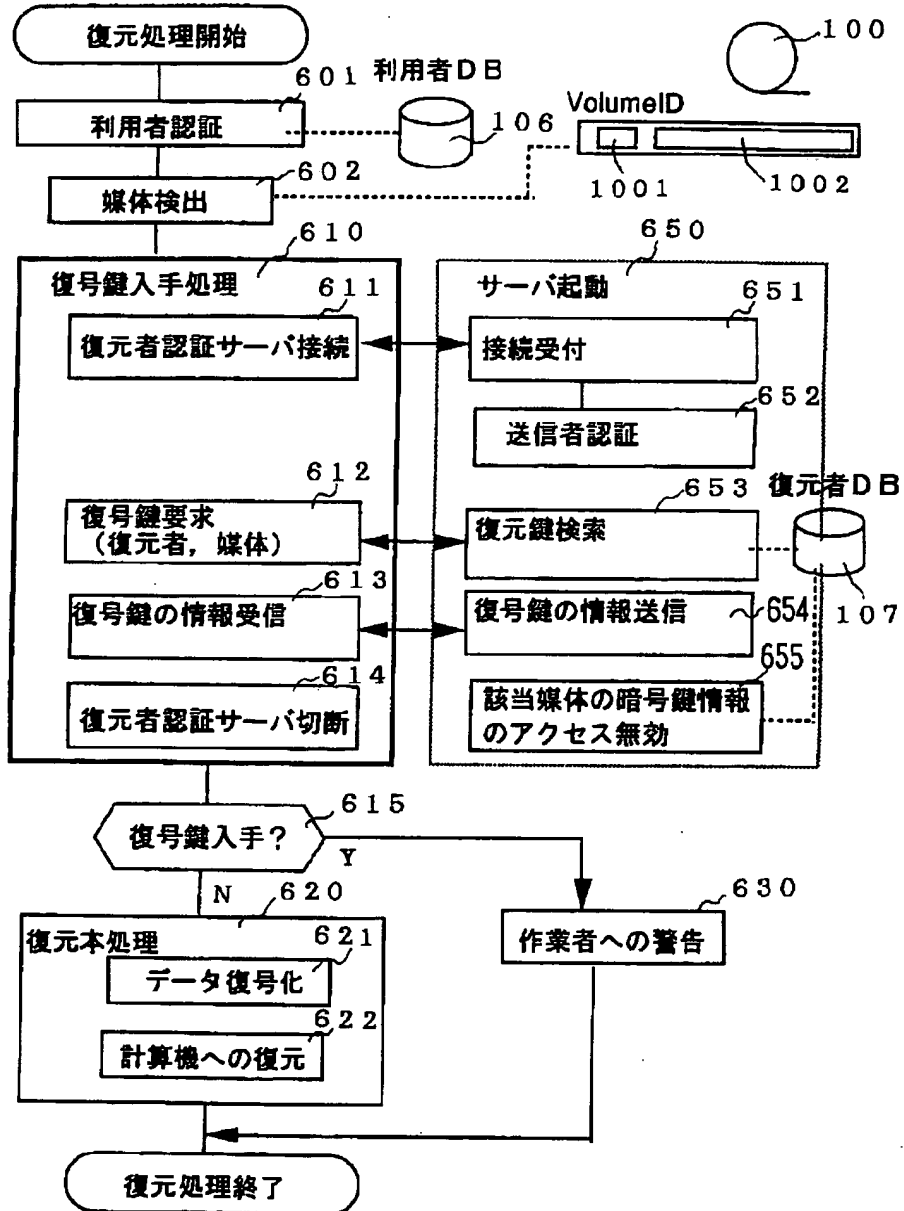 復元処理開始
100
601
利用者DB
VolumeID
利用者認証
106
602
1001
1002
媒体検出
610
650
復号鍵入手処理
サーバ起動
611
651
復元者認証サーバ接続
接続受付
652
送信者認証
612
653
復元者DB
復号鍵要求
(復元者,媒体)
復元鍵検索
613
復号鍵の情報受信
復号鍵の情報送信
654
107
614
655
復元者認証サーバ切断
該当媒体の暗号鍵情報
のアクセス無効
615
復号鍵入手?
Y
N
620
630
復元本処理
621
作業者への警告
データ復号化
622
計算機への復元
復元処理終了